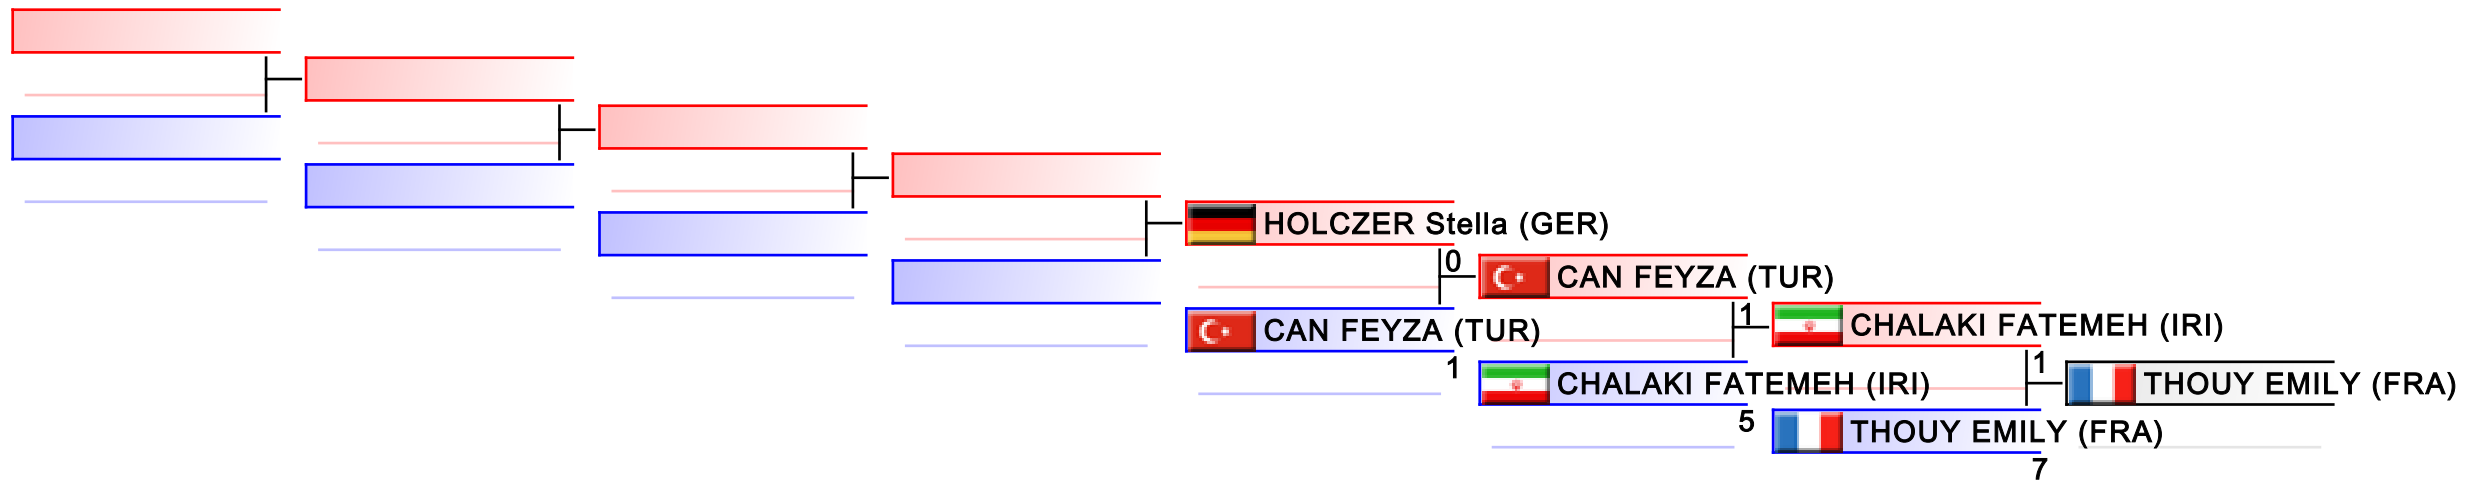 HOLCZER Stella (GER)
0
CAN FEYZA (TUR)
1
CAN FEYZA (TUR)
1
CHALAKI FATEMEH (IRI)
5
CHALAKI FATEMEH (IRI)
1
THOUY EMILY (FRA)
7
THOUY EMILY (FRA)